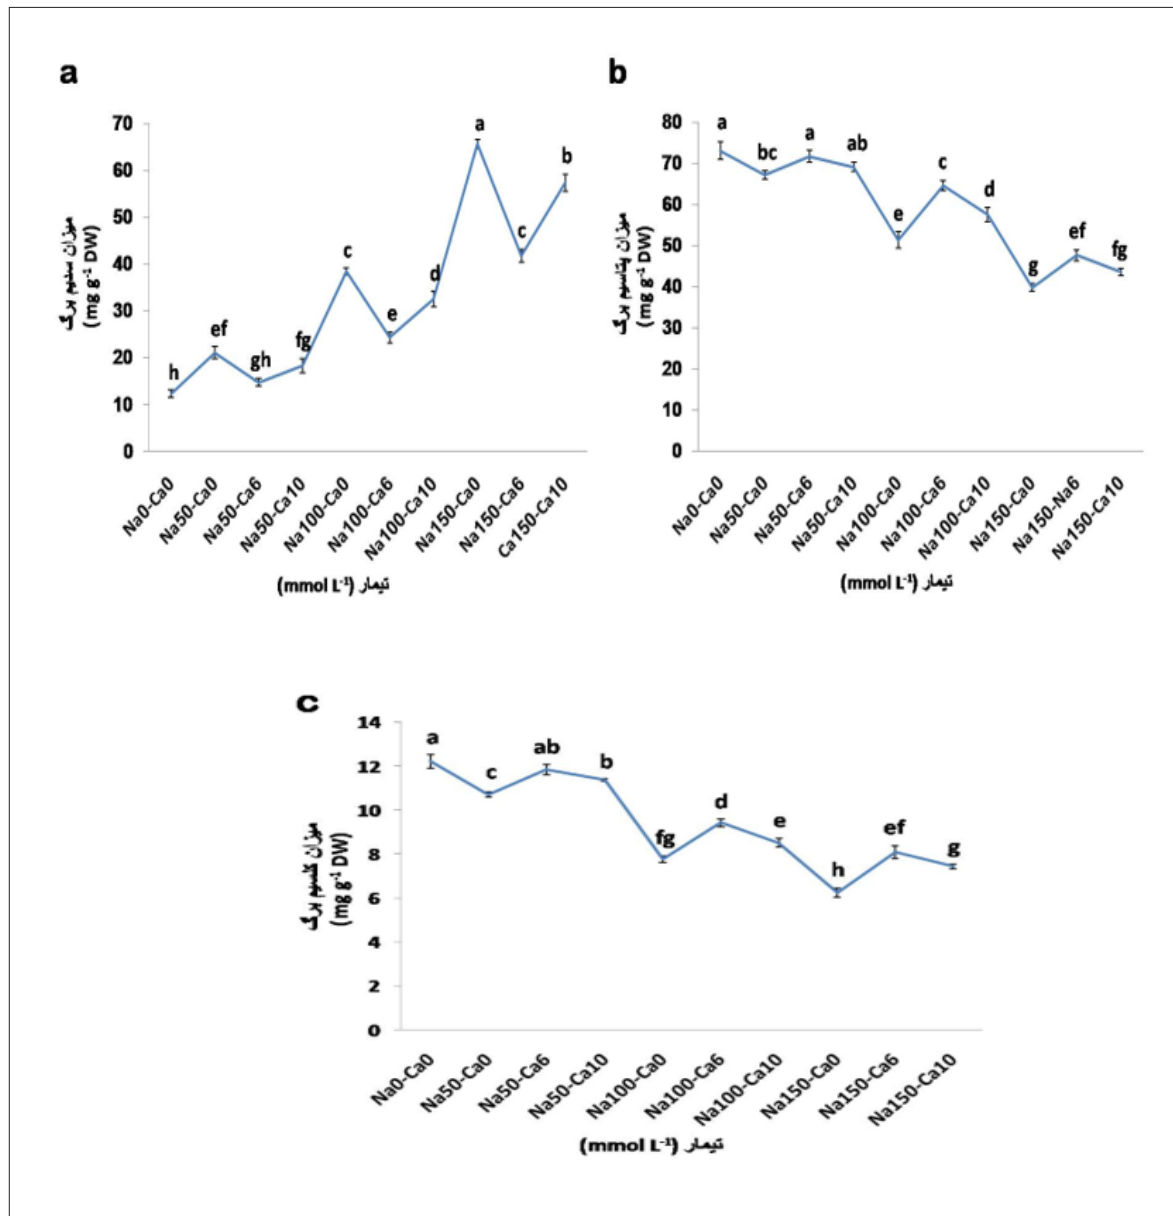 a
70
60
50
40
30
20
10
0
میزان سدیم برگ
(mg g⁻¹ DW)
h
ef
gh
fg
c
e
d
a
c
b
Na0-Ca0
Na50-Ca0
Na50-Ca6
Na50-Ca10
Na100-Ca0
Na100-Ca6
Na100-Ca10
Na150-Ca0
Na150-Ca6
Ca150-Ca10
تیمار (mmol L⁻¹)
b
80
70
60
50
40
30
20
10
0
میزان پتاسیم برگ
(mg g⁻¹ DW)
a
bc
a
ab
e
c
d
g
ef
fg
Na0-Ca0
Na50-Ca0
Na50-Ca6
Na50-Ca10
Na100-Ca0
Na100-Ca6
Na100-Ca10
Na150-Ca0
Na150-Na6
Na150-Ca10
تیمار (mmol L⁻¹)
c
14
12
10
8
6
4
2
0
میزان کلسیم برگ
(mg g⁻¹ DW)
a
c
ab
b
fg
d
e
h
ef
g
Na0-Ca0
Na50-Ca0
Na50-Ca6
Na50-Ca10
Na100-Ca0
Na100-Ca6
Na100-Ca10
Na150-Ca0
Na150-Ca6
Na150-Ca10
تیمار (mmol L⁻¹)